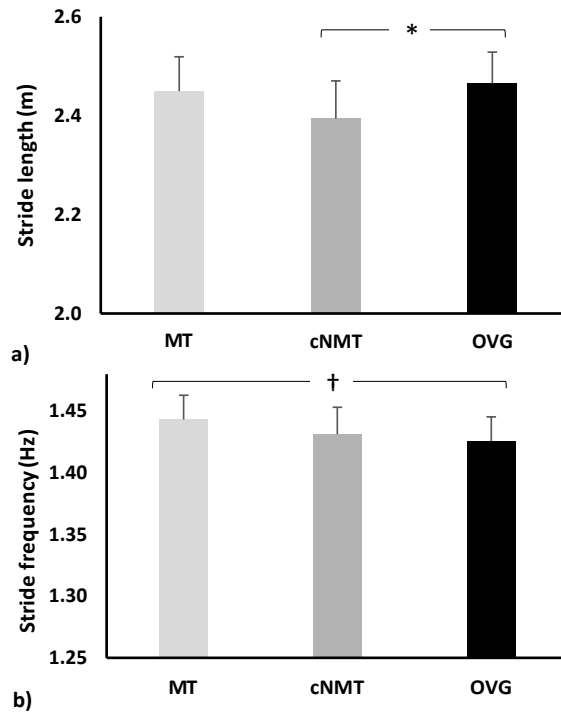 Stride length (m)
2.6
*
2.4
2.2
2.0
MT cNMT OVG
a)
Stride frequency (Hz)
†
1.45
1.40
1.35
1.30
1.25
MT cNMT OVG
b)